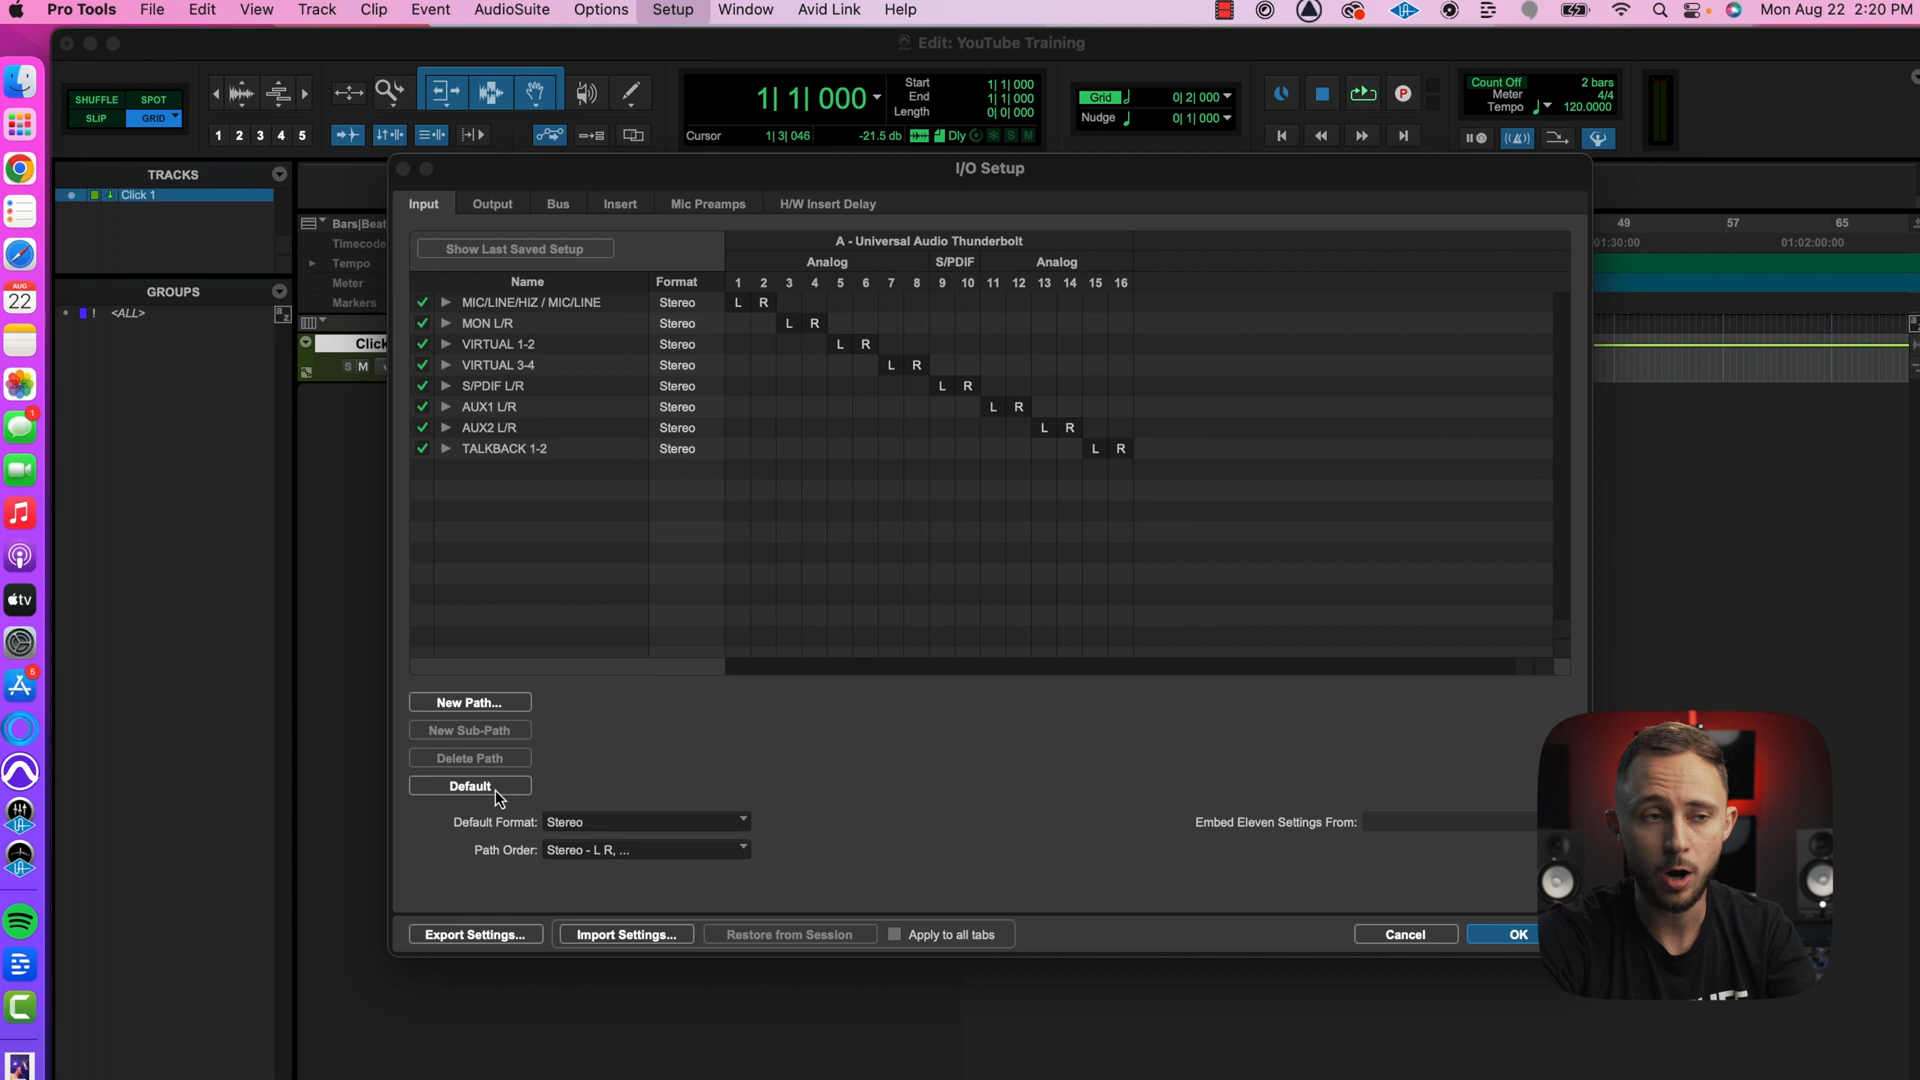 Pro Tools File Edit View Track Clip Event AudioSuite Options Setup Window Avid Link Help Mon Aug 22 2:20 PM
Edit: YouTube Training
SHUFFLE SPOT
SLIP GRID
1 2 3 4 5
1| 1| 000
Start 1| 1| 000
End 1| 1| 000
Length 0| 0| 000
Cursor 1| 3| 046 -21.5 db Dly S M
Grid 0| 2| 000
Nudge 0| 1| 000
Count Off 2 bars
Meter 4/4
Tempo 120.0000
TRACKS
Click 1
GROUPS
! <ALL>
a z
Bars|Beat
Timecode
Tempo
Meter
Markers
Click
S M
49 57 65
01:30:00 01:02:00:00
I/O Setup
Input Output Bus Insert Mic Preamps H/W Insert Delay
Show Last Saved Setup
A - Universal Audio Thunderbolt
Analog S/PDIF Analog
Name Format 1 2 3 4 5 6 7 8 9 10 11 12 13 14 15 16
MIC/LINE/HIZ / MIC/LINE Stereo L R
MON L/R Stereo L R
VIRTUAL 1-2 Stereo L R
VIRTUAL 3-4 Stereo L R
S/PDIF L/R Stereo L R
AUX1 L/R Stereo L R
AUX2 L/R Stereo L R
TALKBACK 1-2 Stereo L R
New Path...
New Sub-Path
Delete Path
Default
Default Format: Stereo
Embed Eleven Settings From:
Path Order: Stereo - L R, ...
Export Settings... Import Settings... Restore from Session Apply to all tabs Cancel OK
AUG
22
1
tv
5